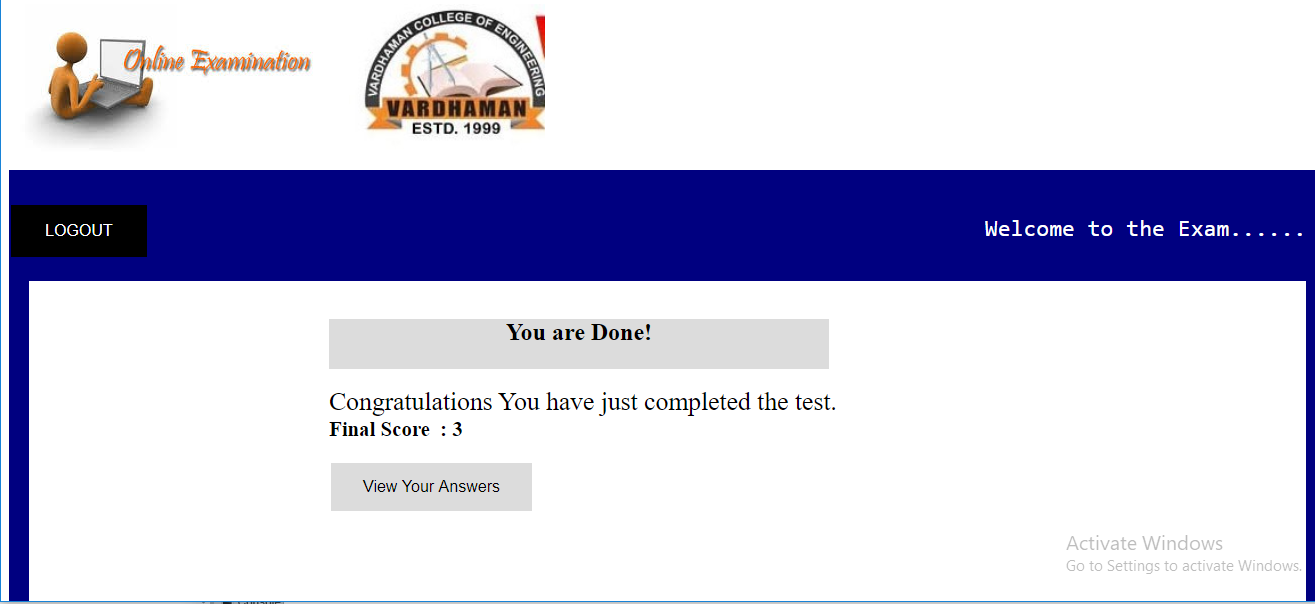 Online Examination
VARDHAMAN COLLEGE OF ENGINEERING
VARDHAMAN
ESTD. 1999
LOGOUT
Welcome to the Exam......
You are Done!
Congratulations You have just completed the test.
Final Score : 3
View Your Answers
Activate Windows
Go to Settings to activate Windows.